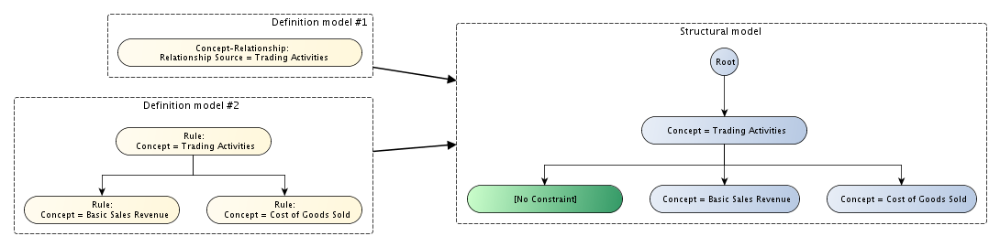 Definition model #1
Concept-Relationship:
Relationship Source = Trading Activities
Definition model #2
Rule:
Concept = Trading Activities
Rule:
Concept = Basic Sales Revenue
Rule:
Concept = Cost of Goods Sold
Structural model
Root
Concept = Trading Activities
[No Constraint]
Concept = Basic Sales Revenue
Concept = Cost of Goods Sold